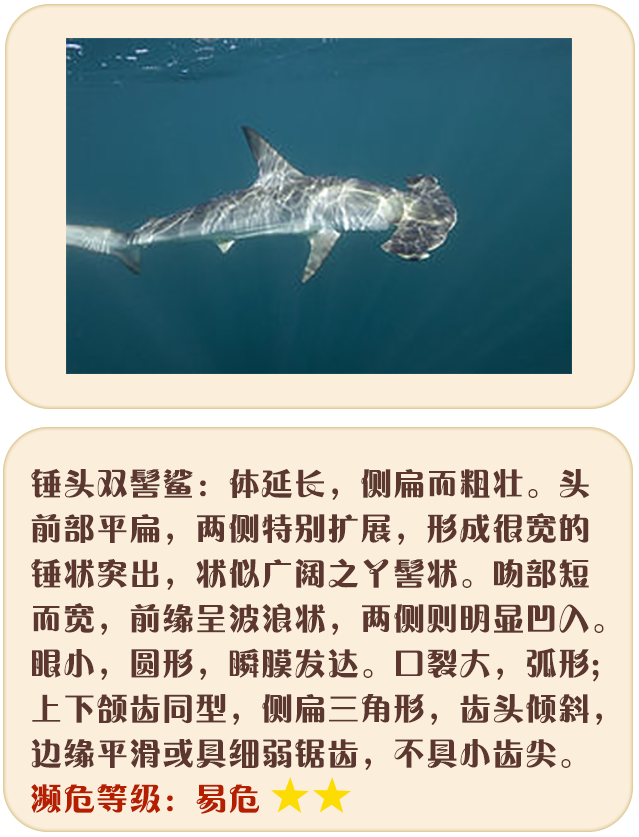 锤头双髻鲨：体延长，侧扁而粗壮。头
前部平扁，两侧特别扩展，形成很宽的
锤状突出，状似广阔之丫髻状。吻部短
而宽，前缘呈波浪状，两侧则明显凹入。
眼小，圆形，瞬膜发达。口裂大，弧形；
上下颌齿同型，侧扁三角形，齿头倾斜，
边缘平滑或具细弱锯齿，不具小齿尖。
濒危等级：易危 ★★